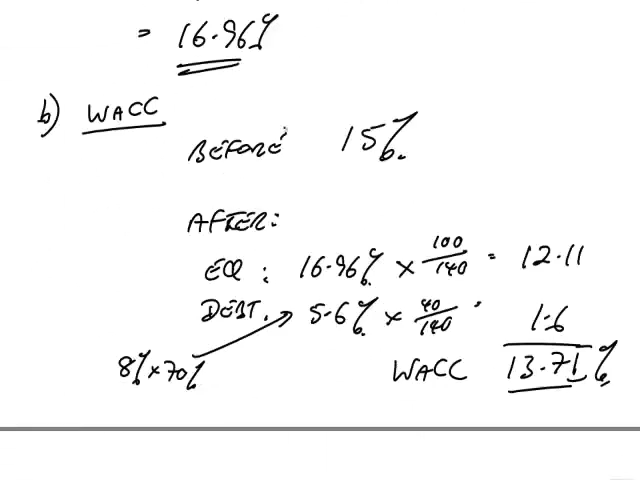 = 16.96%
b) WACC
BEFORE: 15%
AFTER:
EQ : 16.96% × 100/140 = 12.11
DEBT. 5.6% × 40/140 = 1.6
8% × 70%
WACC 13.71%